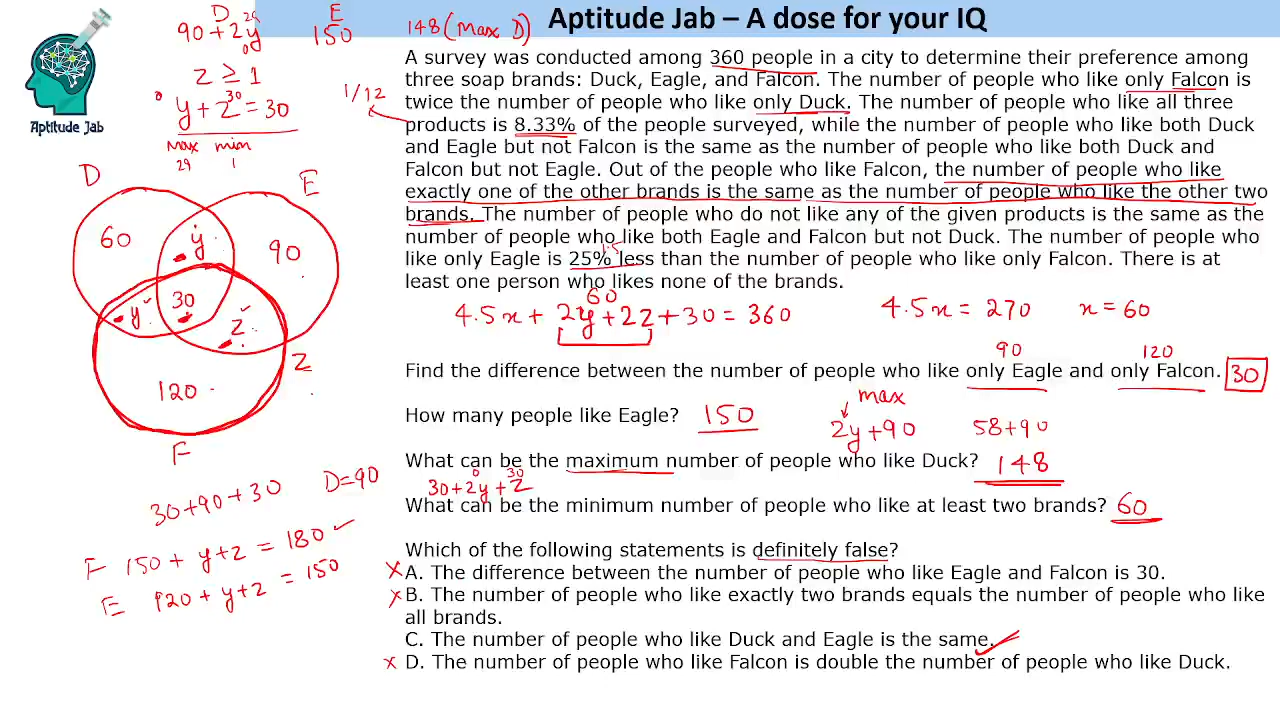 Aptitude Jab – A dose for your IQ
Aptitude Jab
D
90 + 2y
29
0
E
150
148 (Max D)
z ≥ 1
0
30
y + z = 30
Max min
29 1
1/12
A survey was conducted among 360 people in a city to determine their preference among
three soap brands: Duck, Eagle, and Falcon. The number of people who like only Falcon is
twice the number of people who like only Duck. The number of people who like all three
products is 8.33% of the people surveyed, while the number of people who like both Duck
and Eagle but not Falcon is the same as the number of people who like both Duck and
Falcon but not Eagle. Out of the people who like Falcon, the number of people who like
exactly one of the other brands is the same as the number of people who like the other two
brands. The number of people who do not like any of the given products is the same as the
number of people who like both Eagle and Falcon but not Duck. The number of people who
1.5
like only Eagle is 25% less than the number of people who like only Falcon. There is at
least one person who likes none of the brands.
D
E
60
y
90
30
y
z
z
120
F
60
4.5x + 2y + 2z + 30 = 360
4.5x = 270
x = 60
90
120
Find the difference between the number of people who like only Eagle and only Falcon. 30
max
How many people like Eagle? 150
2y + 90
58 + 90
What can be the maximum number of people who like Duck? 148
0
30
30 + 2y + z
What can be the minimum number of people who like at least two brands? 60
30 + 90 + 30
D = 90
F 150 + y + z = 180
E 120 + y + z = 150
Which of the following statements is definitely false?
A. The difference between the number of people who like Eagle and Falcon is 30.
B. The number of people who like exactly two brands equals the number of people who like
all brands.
C. The number of people who like Duck and Eagle is the same.
D. The number of people who like Falcon is double the number of people who like Duck.